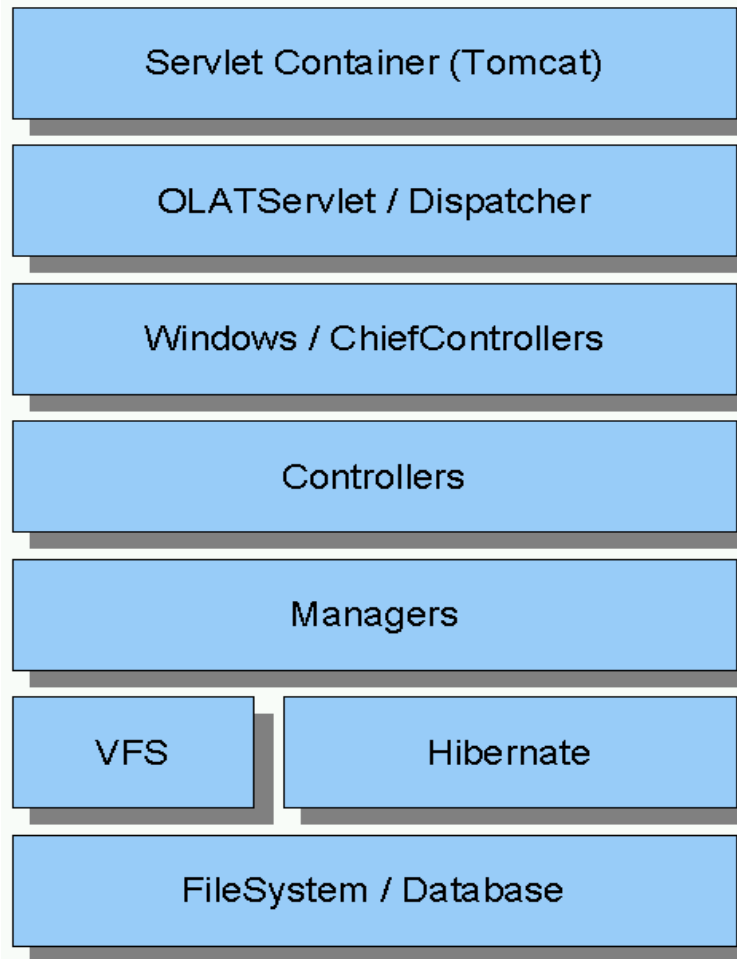 Servlet Container (Tomcat)
OLATServlet / Dispatcher
Windows / ChiefControllers
Controllers
Managers
VFS
Hibernate
FileSystem / Database